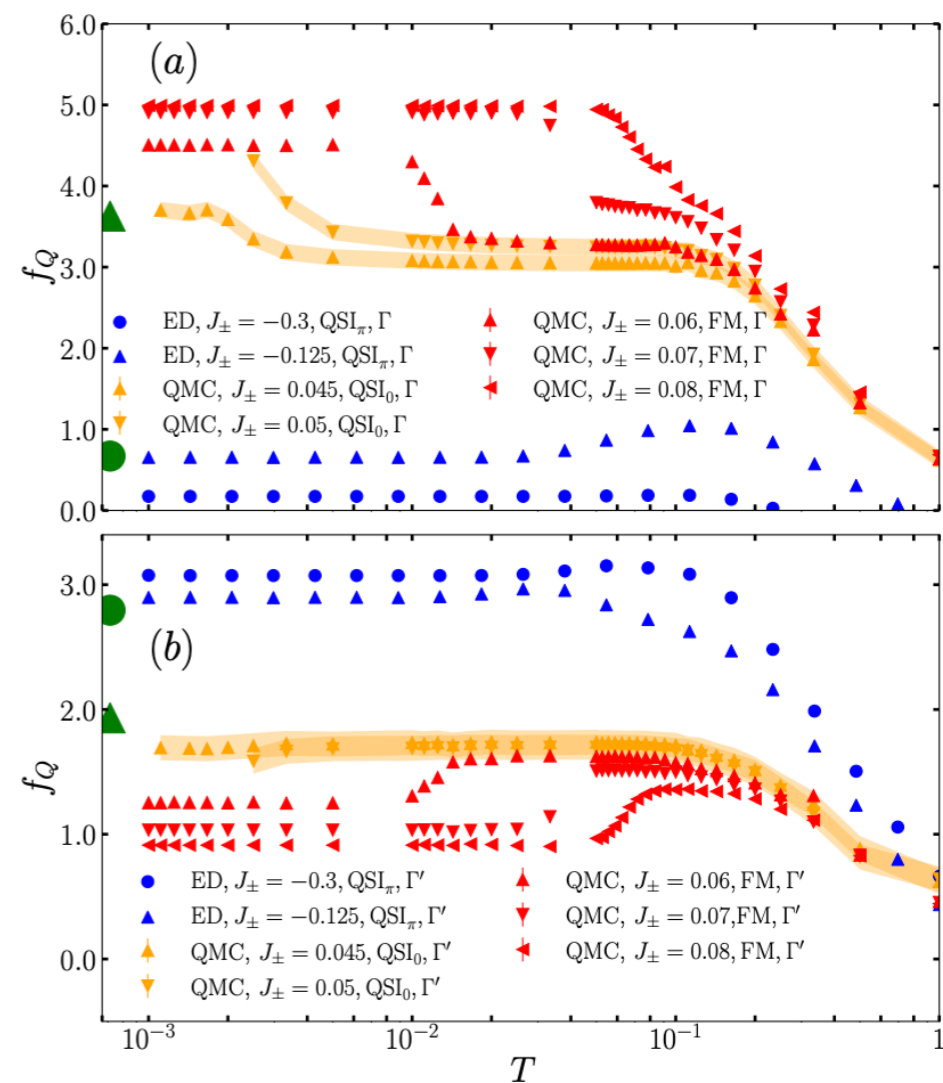 6.0
(a)
5.0
4.0
f_Q
3.0
ED, J± = −0.3, QSIπ, Γ
ED, J± = −0.125, QSIπ, Γ
QMC, J± = 0.045, QSI₀, Γ
QMC, J± = 0.05, QSI₀, Γ
QMC, J± = 0.06, FM, Γ
QMC, J± = 0.07, FM, Γ
QMC, J± = 0.08, FM, Γ
2.0
1.0
0.0
3.0
(b)
2.0
f_Q
1.0
ED, J± = −0.3, QSIπ, Γ′
ED, J± = −0.125, QSIπ, Γ′
QMC, J± = 0.045, QSI₀, Γ′
QMC, J± = 0.05, QSI₀, Γ′
QMC, J± = 0.06, FM, Γ′
QMC, J± = 0.07,FM, Γ′
QMC, J± = 0.08, FM, Γ′
0.0
10⁻³ 10⁻² 10⁻¹ 1
T